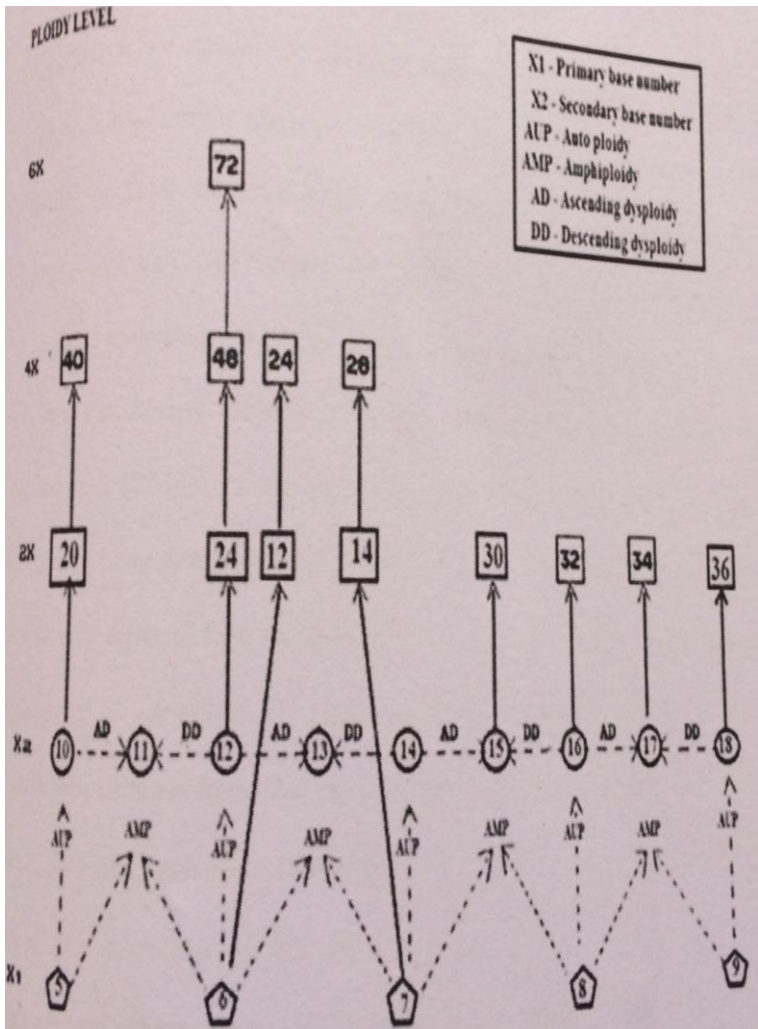 PLOIDY LEVEL
X1 - Primary base number
X2 - Secondary base number
AUP - Auto ploidy
AMP - Amphiploidy
AD - Ascending dysploidy
DD - Descending dysploidy
6X
72
4X
40
48
24
28
2X
20
24
12
14
30
32
34
36
AD
DD
AD
DD
AD
DD
AD
DD
X2
10
11
12
13
14
15
16
17
18
AUP
AMP
AUP
AMP
AUP
AMP
AUP
AMP
AUP
X1
5
6
7
8
9